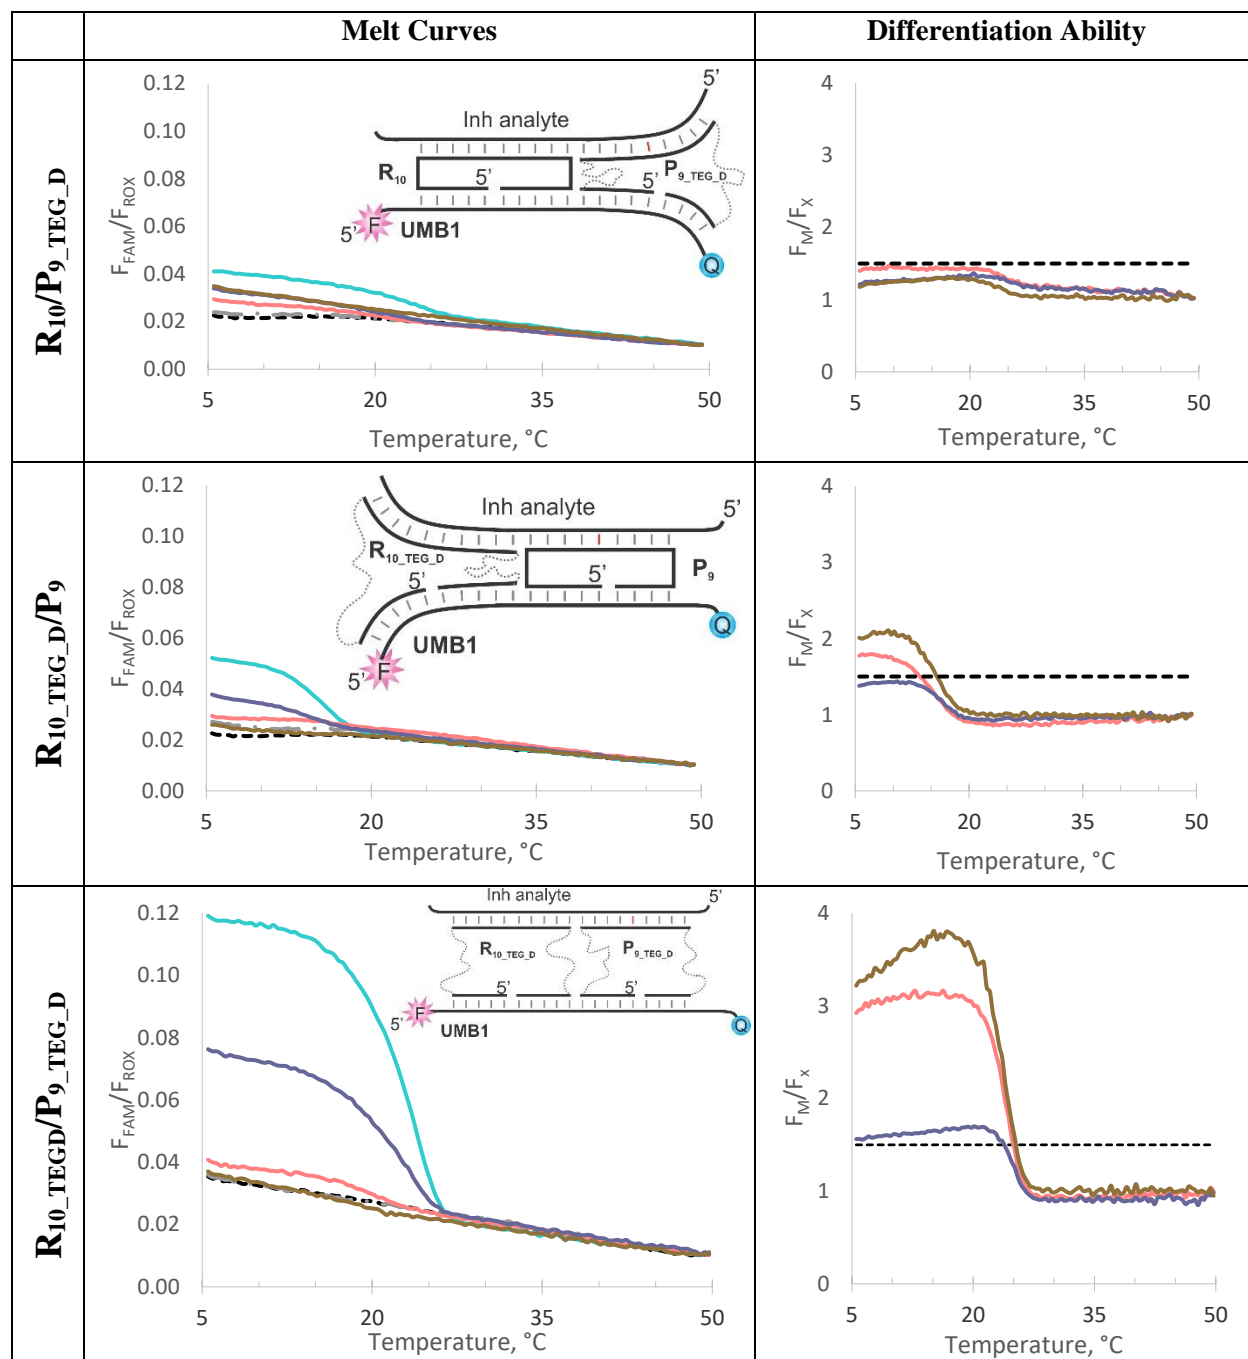 Melt Curves
Differentiation Ability
R10/P9_TEG_D
0.12
0.10
0.08
0.06
0.04
0.02
0.00
FFAM/FROX
5
20
35
50
Temperature, °C
5’
Inh analyte
R10
5’
5’
P9_TEG_D
5’
F
UMB1
Q
4
3
2
1
0
FM/FX
5
20
35
50
Temperature, °C
R10_TEG_D/P9
0.12
0.10
0.08
0.06
0.04
0.02
0.00
FFAM/FROX
5
20
35
50
Temperature, °C
Inh analyte
5’
R10_TEG_D
5’
5’
P9
Q
UMB1
5’
F
4
3
2
1
0
FM/FX
5
20
35
50
Temperature, °C
R10_TEGD/P9_TEG_D
0.12
0.10
0.08
0.06
0.04
0.02
0.00
FFAM/FROX
5
20
35
50
Temperature, °C
Inh analyte
5’
R10_TEG_D
P9_TEG_D
5’
5’
5’
F
UMB1
Q
4
3
2
1
0
FM/Fx
5
20
35
50
Temperature, °C